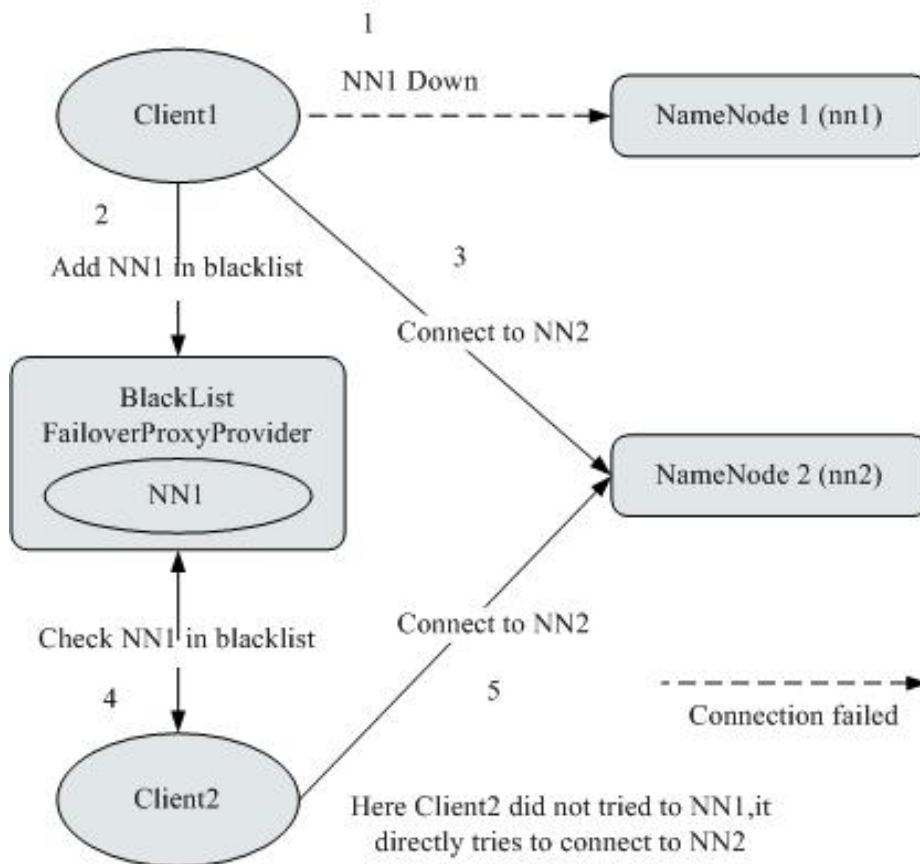 1
NN1 Down
Client1
NameNode 1 (nn1)
2
Add NN1 in blacklist
3
Connect to NN2
BlackList
FailoverProxyProvider
NN1
NameNode 2 (nn2)
Check NN1 in blacklist
Connect to NN2
4
5
Connection failed
Client2
Here Client2 did not tried to NN1,it
directly tries to connect to NN2